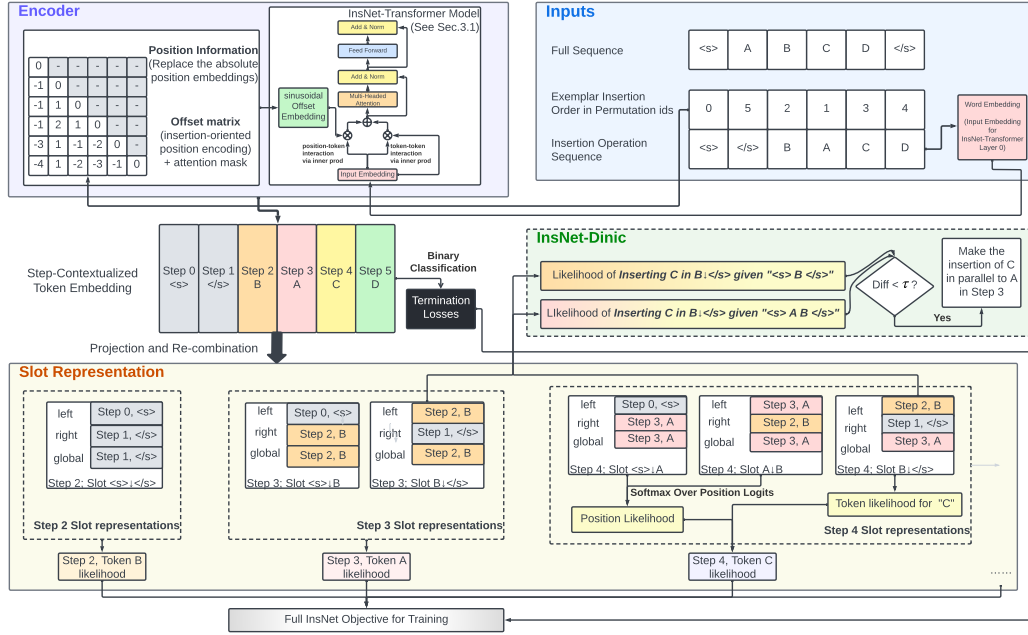 Encoder
Position Information
(Replace the absolute
position embeddings)
Offset matrix
(insertion-oriented
position encoding)
+ attention mask
0 - - - - -
-1 0 - - - -
-1 1 0 - - -
-1 2 1 0 - -
-3 1 -1 -2 0 -
-4 1 -2 -3 -1 0
InsNet-Transformer Model
(See Sec.3.1)
Add & Norm
Feed Forward
Add & Norm
Multi-Headed
Attention
sinusoidal
Offset
Embedding
position-token
interaction
via inner prod
token-token
interaction
via inner prod
Input Embedding
Inputs
Full Sequence
<s> A B C D </s>
Exemplar Insertion
Order in Permutation ids
0 5 2 1 3 4
Insertion Operation
Sequence
<s> </s> B A C D
Word Embedding
(Input Embedding
for
InsNet-Transformer
Layer 0)
Step-Contextualized
Token Embedding
Step 0
<s>
Step 1
</s>
Step 2
B
Step 3
A
Step 4
C
Step 5
D
Binary
Classification
Termination
Losses
Projection and Re-combination
InsNet-Dinic
Likelihood of Inserting C in B↓</s> given "<s> B </s>"
LIkelihood of Inserting C in B↓</s> given "<s> A B </s>"
Diff < τ ?
Yes
Make the
insertion of C
in parallel to A
in Step 3
Slot Representation
left Step 0, <s>
right Step 1, </s>
global Step 1, </s>
Step 2; Slot <s>↓</s>
Step 2 Slot representations
left Step 0, <s>
right Step 2, B
global Step 2, B
Step 3; Slot <s>↓B
left Step 2, B
right Step 1, </s>
global Step 2, B
Step 3; Slot B↓</s>
Step 3 Slot representations
left Step 0, <s>
right Step 3, A
global Step 3, A
Step 4; Slot <s>↓A
left Step 3, A
right Step 2, B
global Step 3, A
Step 4; Slot A↓B
left Step 2, B
right Step 1, </s>
global Step 3, A
Step 4; Slot B↓</s>
Softmax Over Position Logits
Position Likelihood
Token likelihood for "C"
Step 4 Slot representations
Step 2, Token B
likelihood
Step 3, Token A
likelihood
Step 4, Token C
likelihood
......
Full InsNet Objective for Training